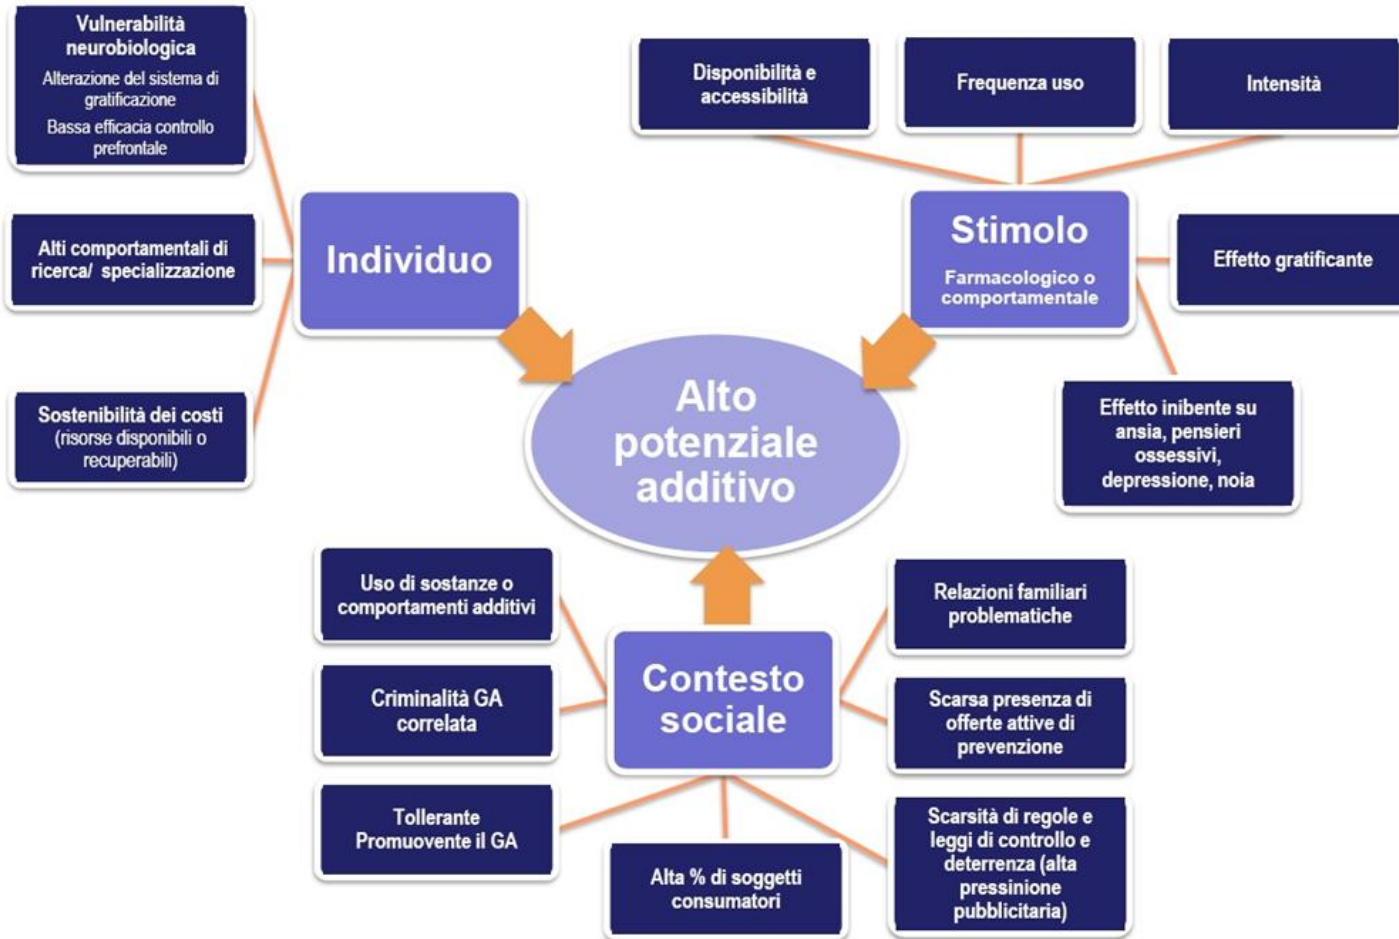 Vulnerabilità
neurobiologica
Alterazione del sistema di
gratificazione
Bassa efficacia controllo
prefrontale
Alti comportamentali di
ricerca/ specializzazione
Sostenibilità dei costi
(risorse disponibili o
recuperabili)
Individuo
Disponibilità e
accessibilità
Frequenza uso
Intensità
Stimolo
Farmacologico o
comportamentale
Effetto gratificante
Effetto inibente su
ansia, pensieri
ossessivi,
depressione, noia
Alto
potenziale
additivo
Uso di sostanze o
comportamenti additivi
Criminalità GA
correlata
Tollerante
Promuovente il GA
Contesto
sociale
Alta % di soggetti
consumatori
Relazioni familiari
problematiche
Scarsa presenza di
offerte attive di
prevenzione
Scarsità di regole e
leggi di controllo e
deterrenza (alta
pressinione
pubblicitaria)